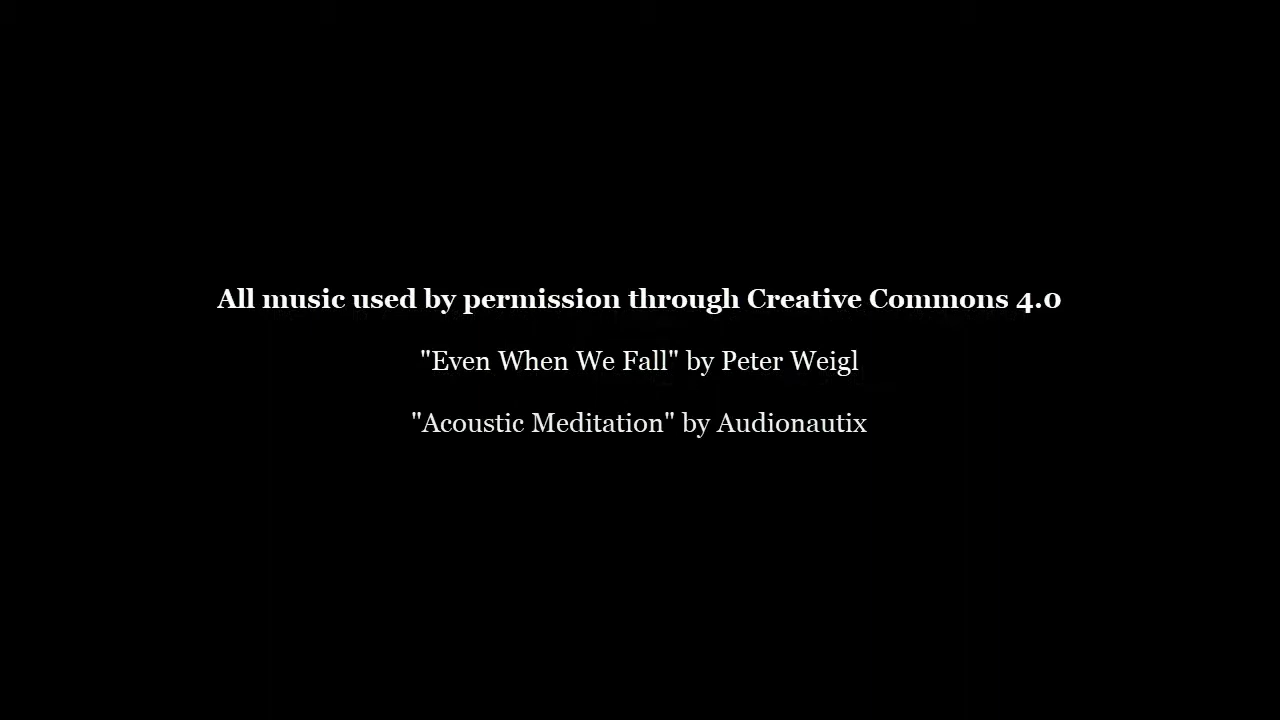 All music used by permission through Creative Commons 4.0
"Even When We Fall" by Peter Weigl
"Acoustic Meditation" by Audionautix